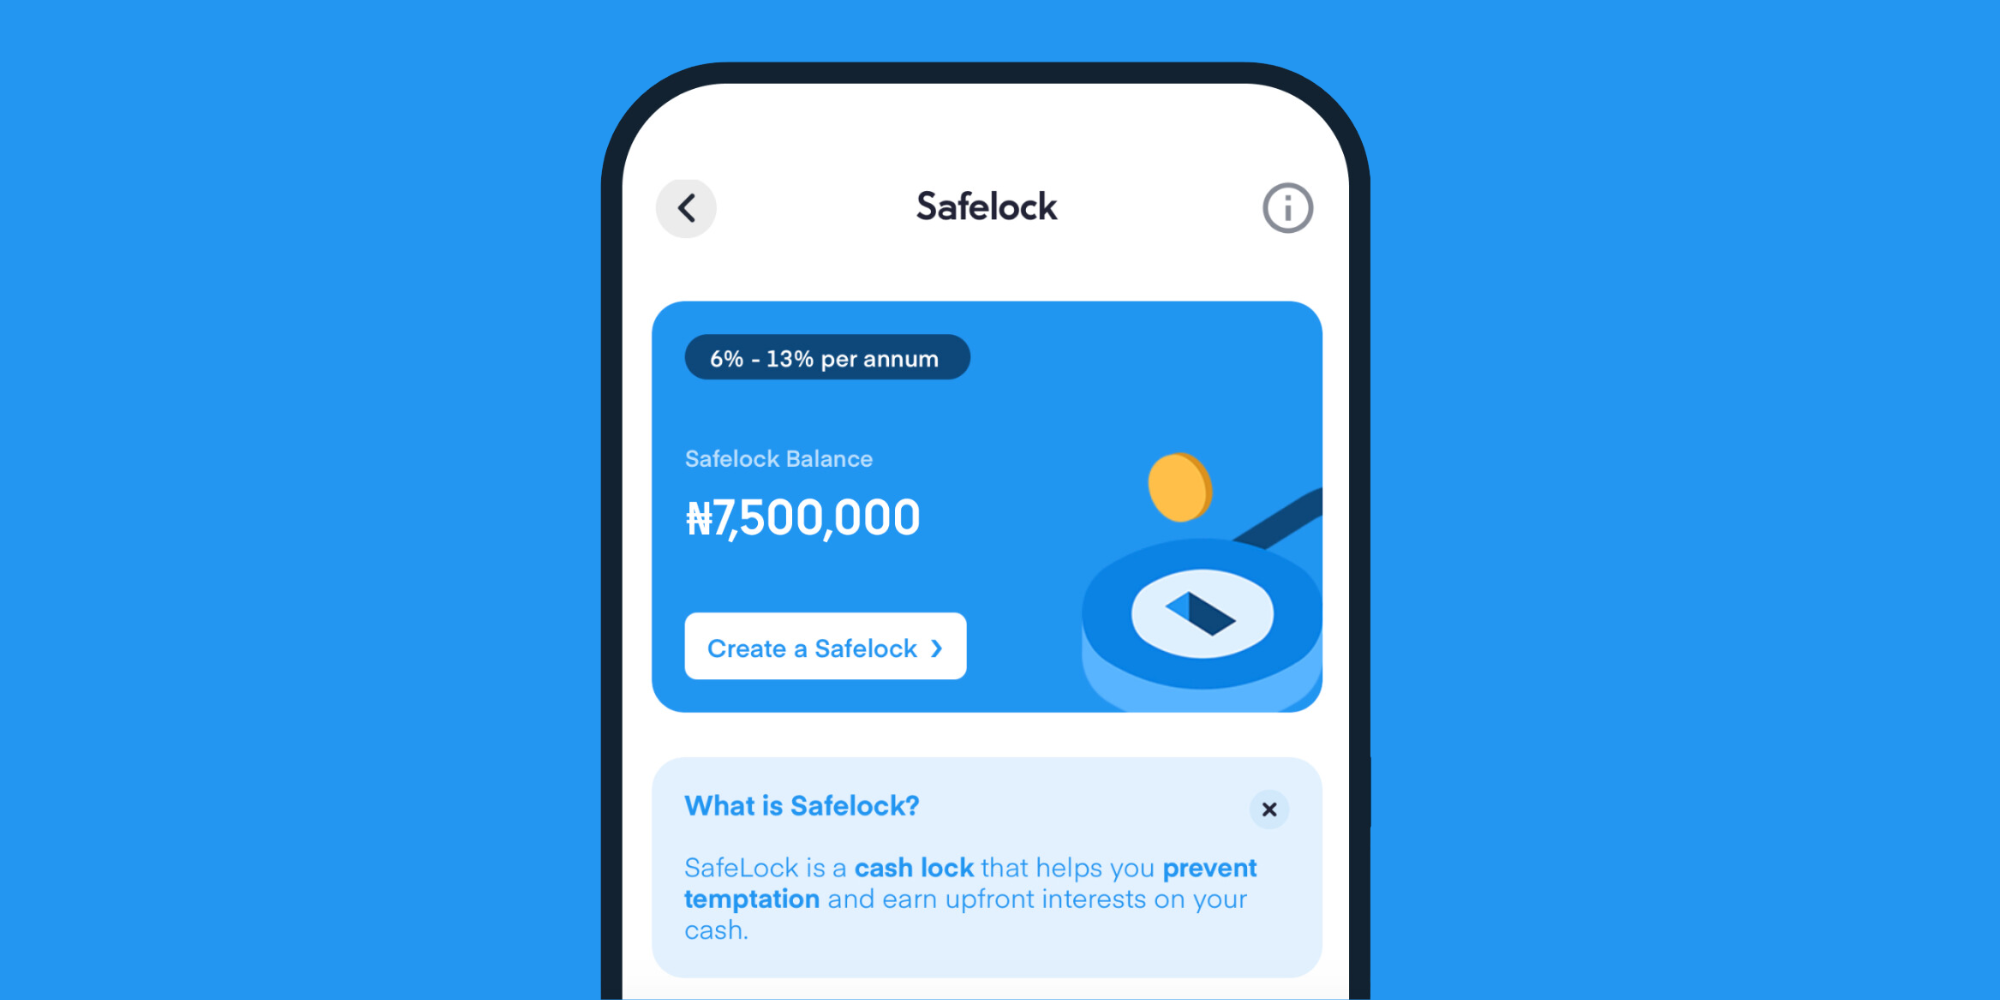 Safelock
6% - 13% per annum
Safelock Balance
₦7,500,000
Create a Safelock
What is Safelock?
SafeLock is a cash lock that helps you prevent
temptation and earn upfront interests on your
cash.